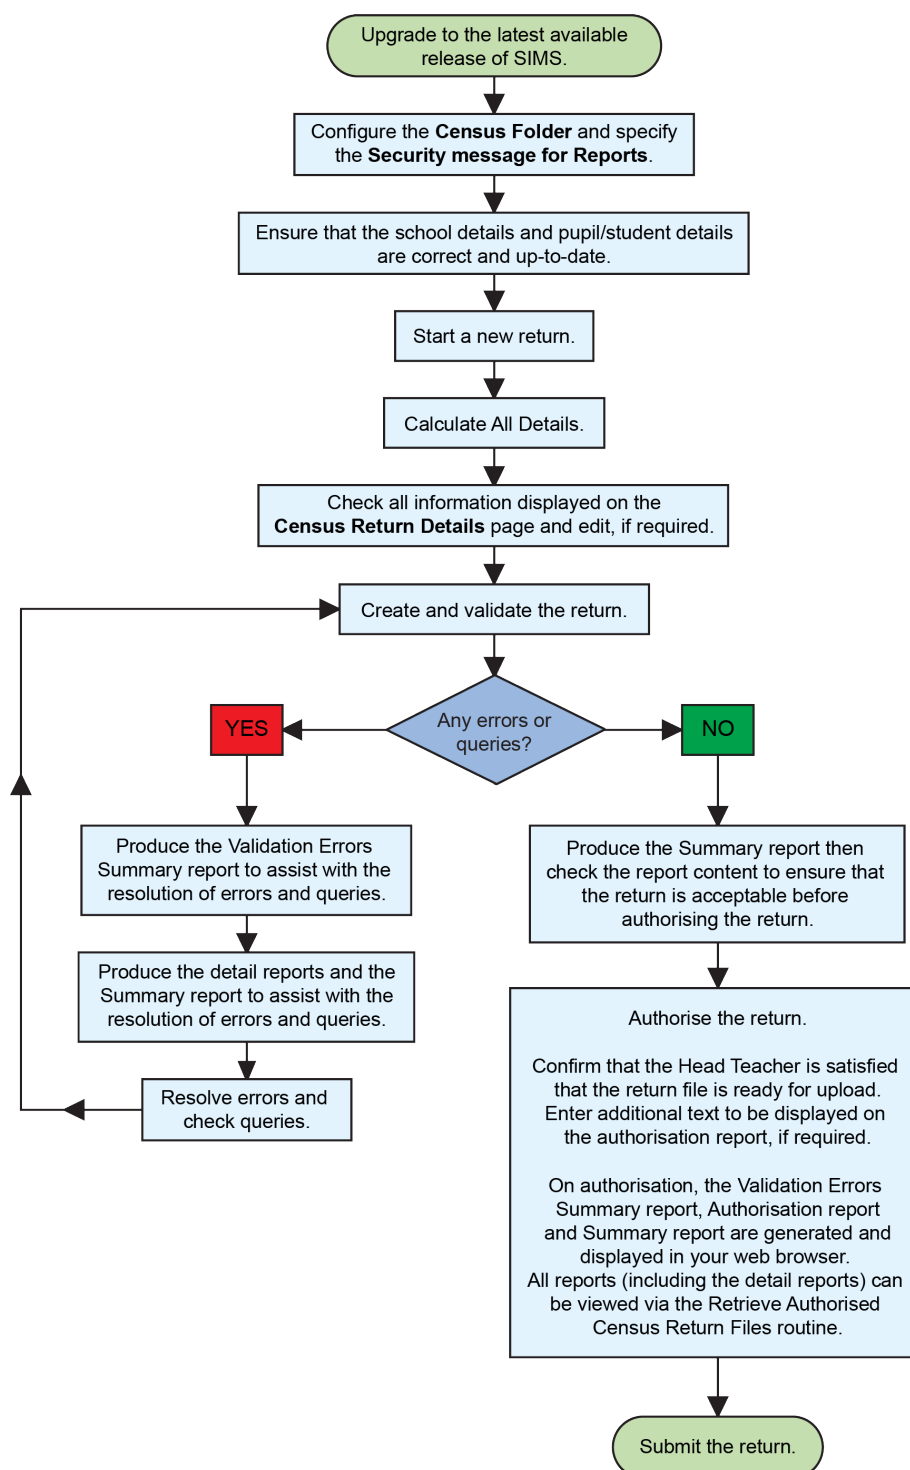 Upgrade to the latest available
release of SIMS.
Configure the Census Folder and specify
the Security message for Reports.
Ensure that the school details and pupil/student details
are correct and up-to-date.
Start a new return.
Calculate All Details.
Check all information displayed on the
Census Return Details page and edit, if required.
Create and validate the return.
Any errors or
queries?
YES
NO
Produce the Validation Errors
Summary report to assist with the
resolution of errors and queries.
Produce the detail reports and the
Summary report to assist with the
resolution of errors and queries.
Resolve errors and
check queries.
Produce the Summary report then
check the report content to ensure that
the return is acceptable before
authorising the return.
Authorise the return.
Confirm that the Head Teacher is satisfied
that the return file is ready for upload.
Enter additional text to be displayed on
the authorisation report, if required.
On authorisation, the Validation Errors
Summary report, Authorisation report
and Summary report are generated and
displayed in your web browser.
All reports (including the detail reports) can
be viewed via the Retrieve Authorised
Census Return Files routine.
Submit the return.